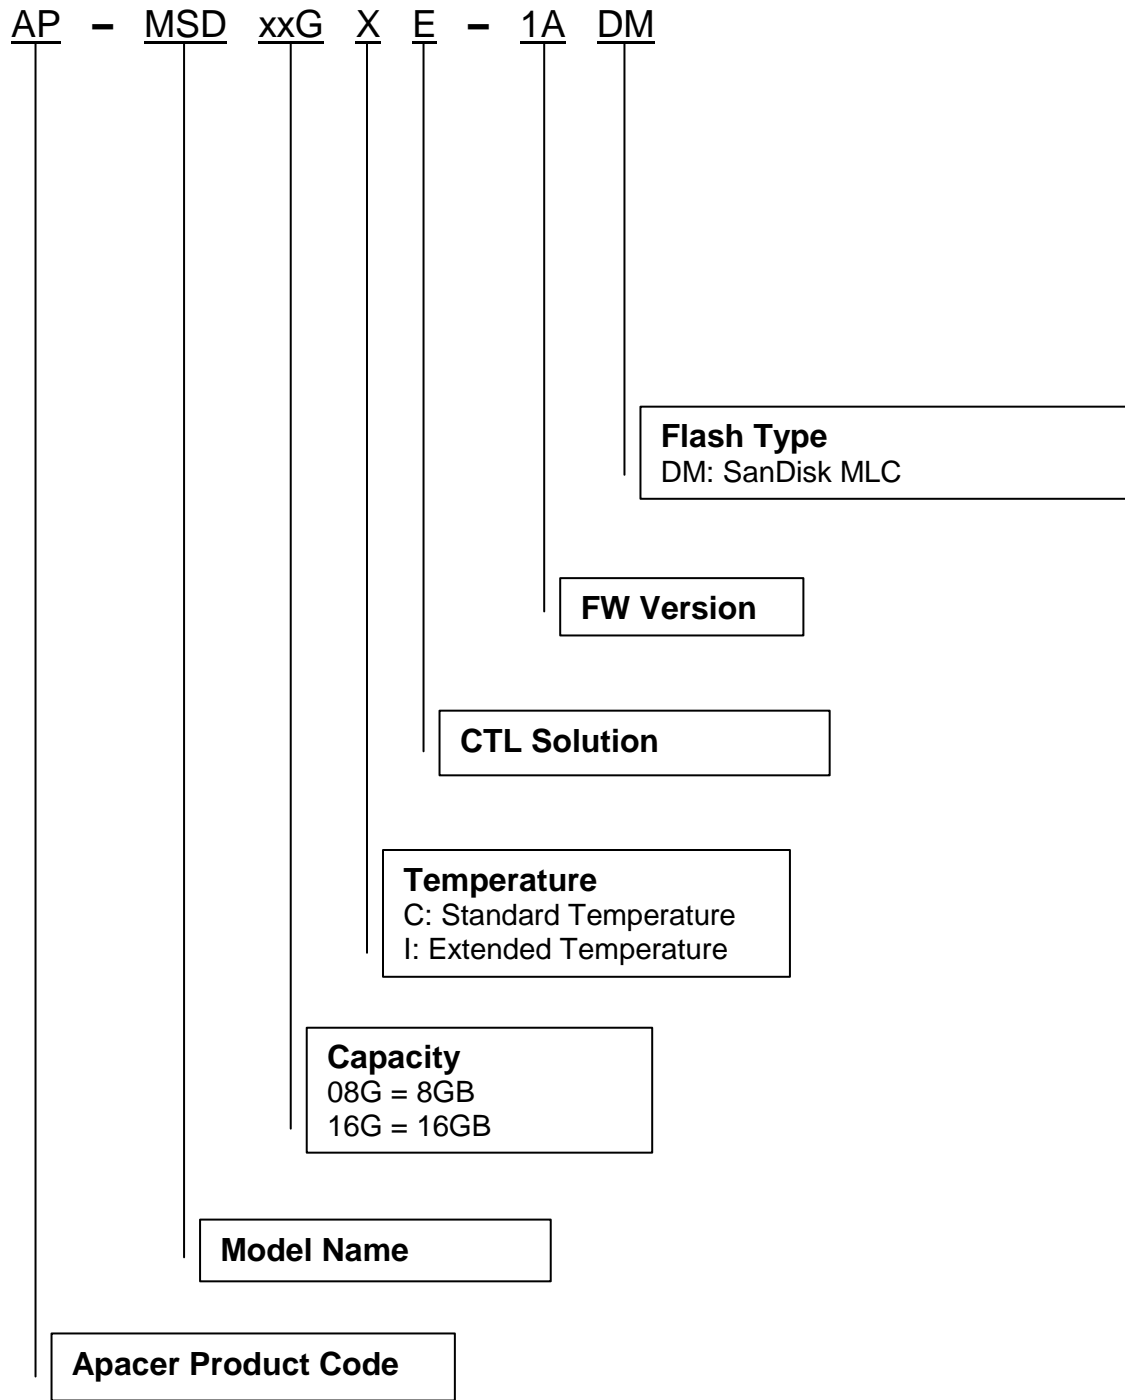 AP – MSD xxG X E – 1A DM
Flash Type
DM: SanDisk MLC
FW Version
CTL Solution
Temperature
C: Standard Temperature
I: Extended Temperature
Capacity
08G = 8GB
16G = 16GB
Model Name
Apacer Product Code